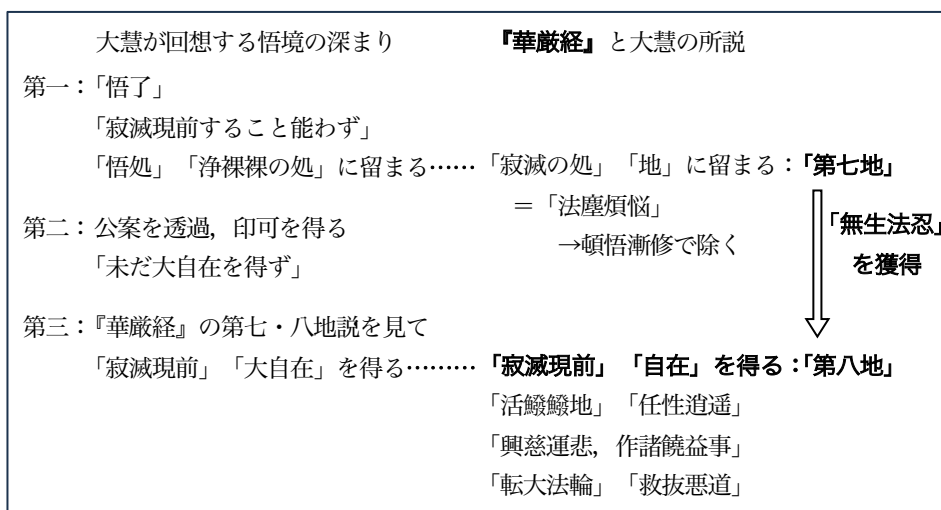 大慧が回想する悟境の深まり 『華厳経』と大慧の所説
第一：「悟了」
「寂滅現前すること能わず」
「悟処」「浄裸裸の処」に留まる…… 「寂滅の処」「地」に留まる：「第七地」
＝「法塵煩悩」
→頓悟漸修で除く
「無生法忍」
を獲得
第二：公案を透過，印可を得る
「未だ大自在を得ず」
第三：『華厳』の第七・八地説を見て
「寂滅現前」「大自在」を得る……… 「寂滅現前」「自在」を得る：「第八地」
「活鱍鱍地」「任性逍遥」
「興慈運悲，作諸饒益事」
「転大法輪」「救抜悪道」